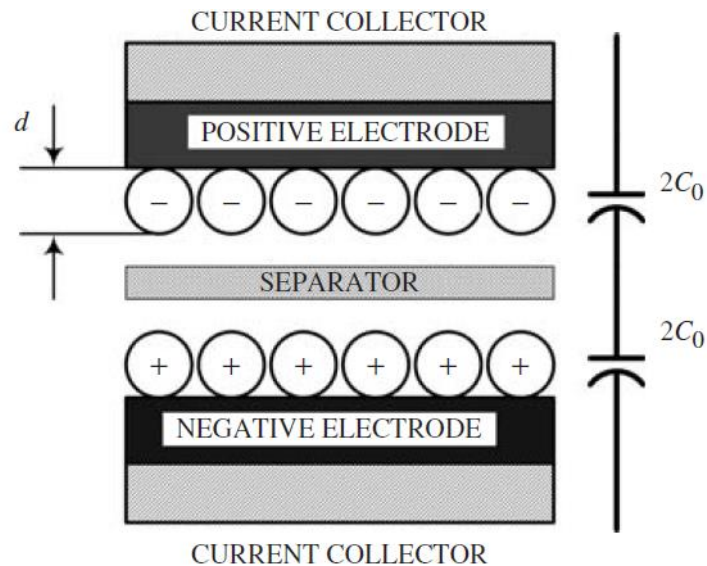 CURRENT COLLECTOR
d
POSITIVE ELECTRODE
− − − − − −
2C₀
SEPARATOR
2C₀
+ + + + + +
NEGATIVE ELECTRODE
CURRENT COLLECTOR